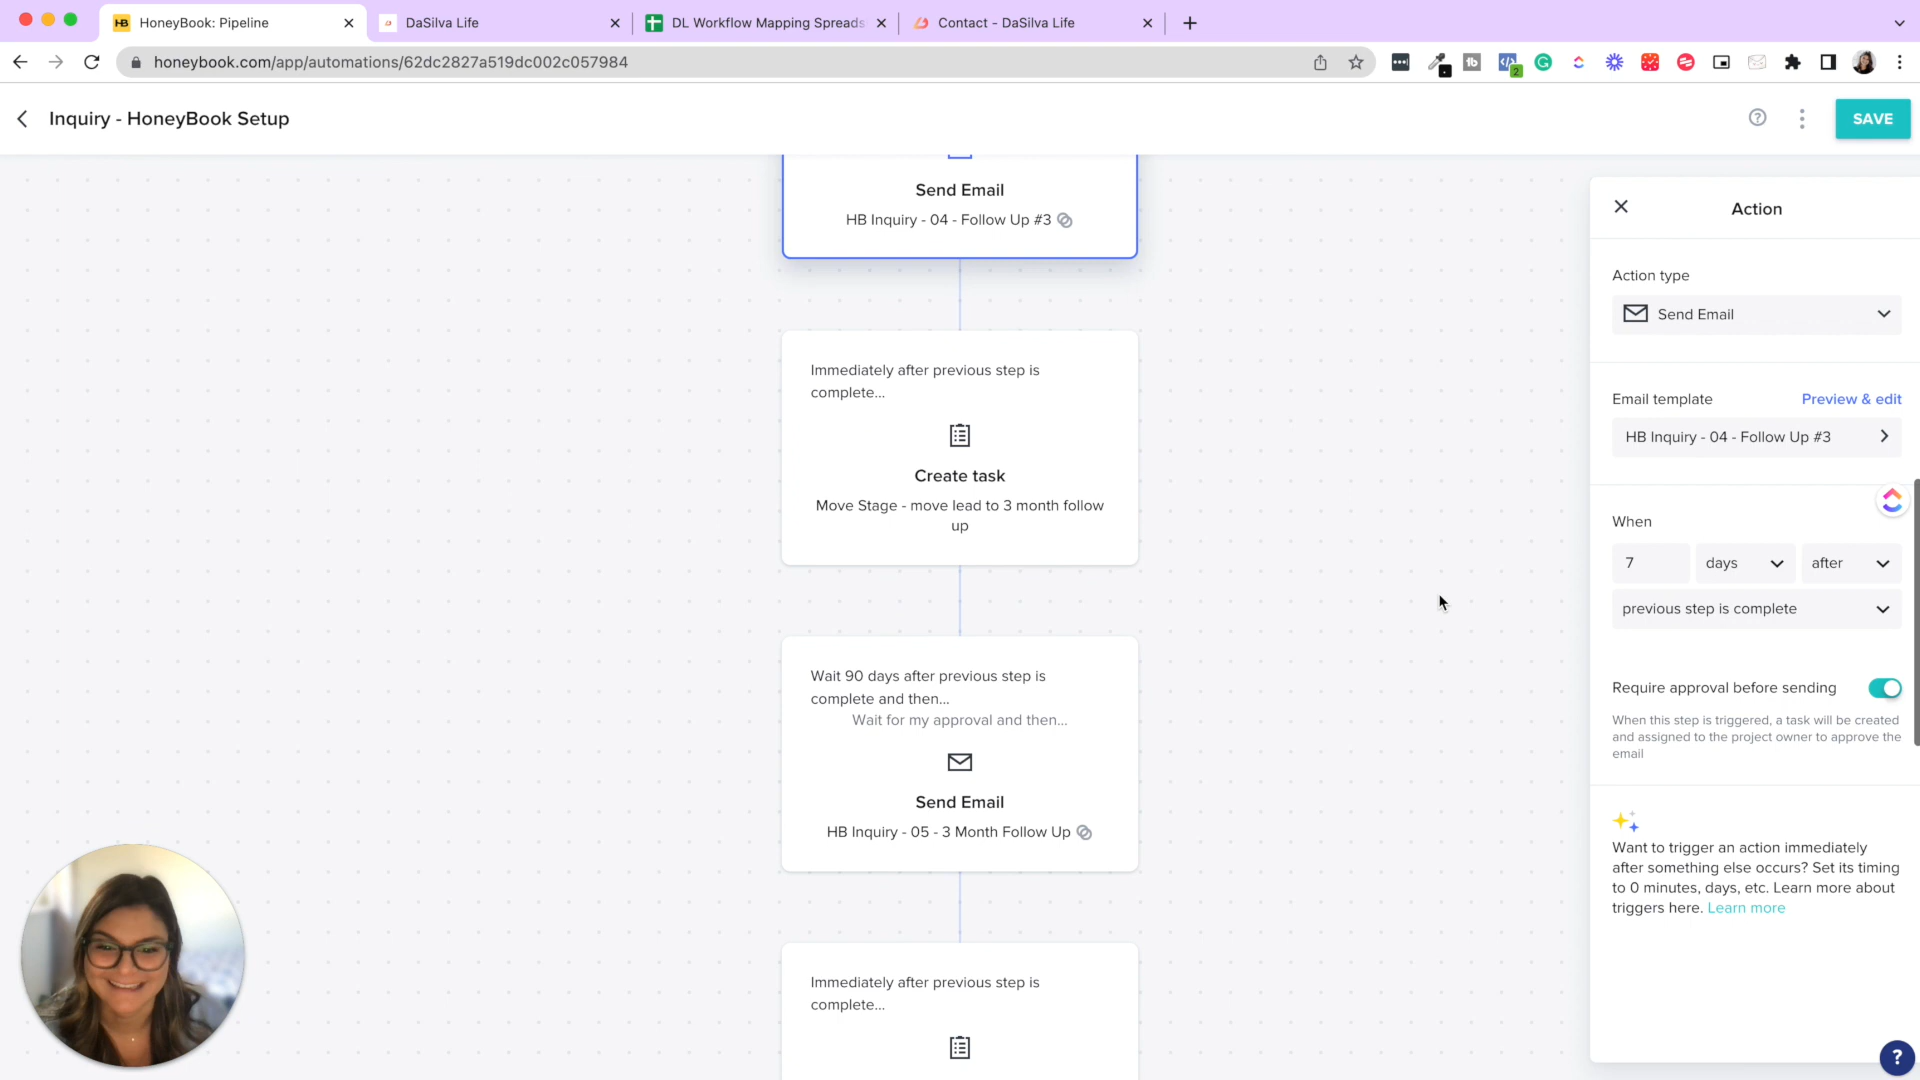 HB
HoneyBook: Pipeline
DaSilva Life
DL Workflow Mapping Spreads
Contact - DaSilva Life
honeybook.com/app/automations/62dc2827a519dc002c057984
tb
2
Inquiry - HoneyBook Setup
?
SAVE
Send Email
HB Inquiry - 04 - Follow Up #3
Immediately after previous step is
complete...
Create task
Move Stage - move lead to 3 month follow
up
Wait 90 days after previous step is
complete and then...
Wait for my approval and then...
Send Email
HB Inquiry - 05 - 3 Month Follow Up
Immediately after previous step is
complete...
Action
Action type
Send Email
Email template
Preview & edit
HB Inquiry - 04 - Follow Up #3
When
7
days
after
previous step is complete
Require approval before sending
When this step is triggered, a task will be created
and assigned to the project owner to approve the
email
Want to trigger an action immediately
after something else occurs? Set its timing
to 0 minutes, days, etc. Learn more about
triggers here. Learn more
?